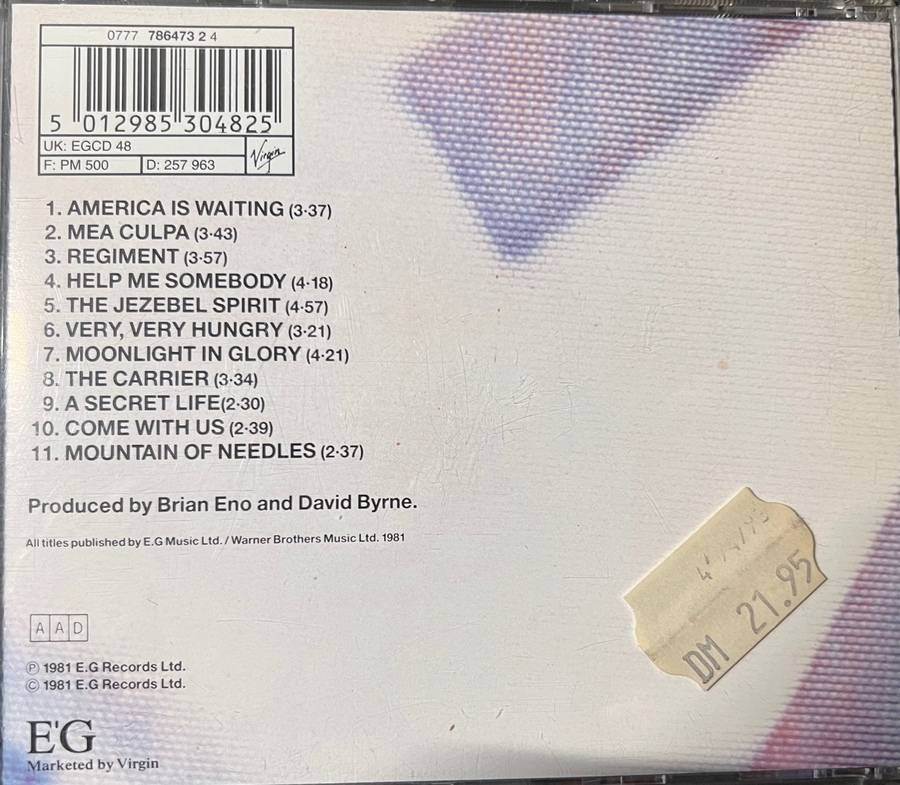 0777 786473 2 4
5 012985 304825
UK: EGCD 48
F: PM 500 D: 257 963
Virgin
1. AMERICA IS WAITING (3·37)
2. MEA CULPA (3·43)
3. REGIMENT (3·57)
4. HELP ME SOMEBODY (4·18)
5. THE JEZEBEL SPIRIT (4·57)
6. VERY, VERY HUNGRY (3·21)
7. MOONLIGHT IN GLORY (4·21)
8. THE CARRIER (3·34)
9. A SECRET LIFE(2·30)
10. COME WITH US (2·39)
11. MOUNTAIN OF NEEDLES (2·37)
Produced by Brian Eno and David Byrne.
All titles published by E.G Music Ltd. / Warner Brothers Music Ltd. 1981
DM 21.95
A A D
℗ 1981 E.G Records Ltd.
© 1981 E.G Records Ltd.
E'G
Marketed by Virgin